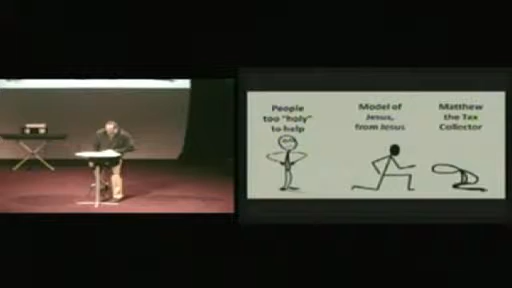 People
too "holy"
to help
Model of
Jesus,
from Jesus
Matthew
the Tax
Collector